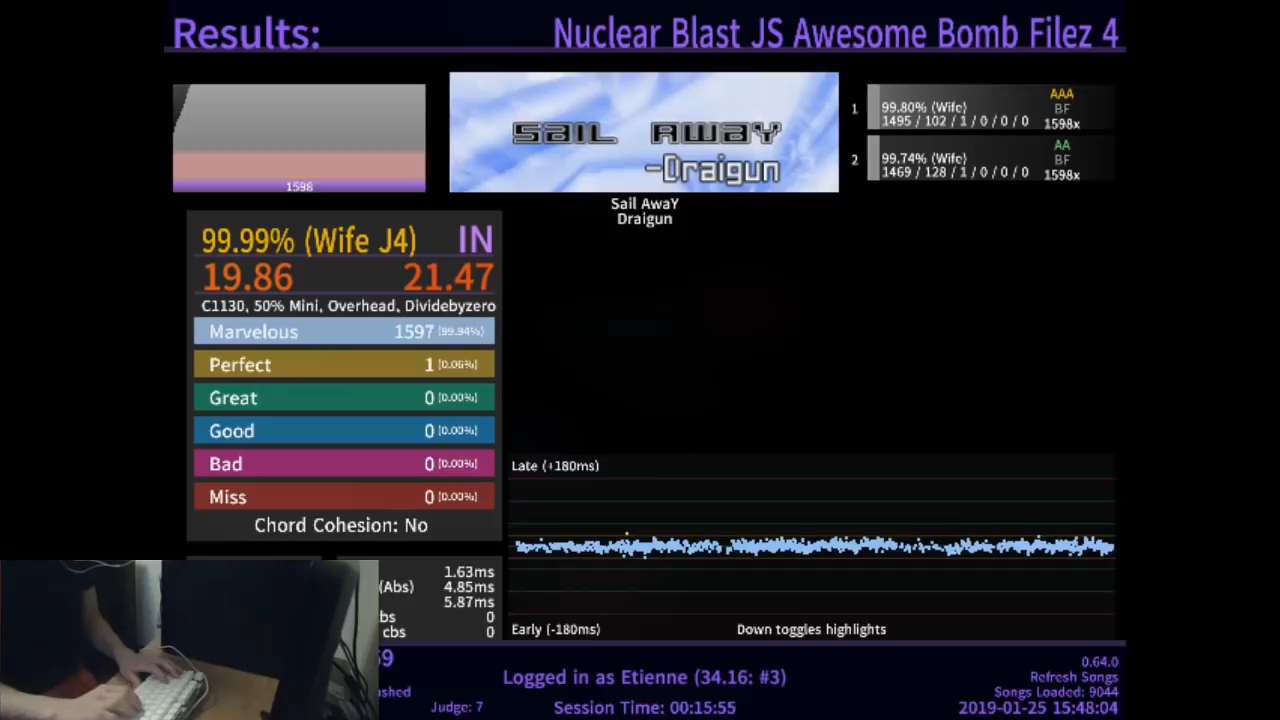 Results:
Nuclear Blast JS Awesome Bomb Filez 4
1598
SAIL AWAY
-Draigun
Sail AwaY
Draigun
1
99.80% (Wife)
1495 / 102 / 1 / 0 / 0 / 0
AAA
BF
1598x
2
99.74% (Wife)
1469 / 128 / 1 / 0 / 0 / 0
AA
BF
1598x
99.99% (Wife J4) IN
19.86 21.47
C1130, 50% Mini, Overhead, Dividebyzero
Marvelous 1597 (99.94%)
Perfect 1 (0.06%)
Great 0 (0.00%)
Good 0 (0.00%)
Bad 0 (0.00%)
Miss 0 (0.00%)
Chord Cohesion: No
1.63ms
(Abs) 4.85ms
5.87ms
bs 0
cbs 0
Late (+180ms)
Early (-180ms)
Down toggles highlights
Judge: 7
Logged in as Etienne (34.16: #3)
Session Time: 00:15:55
0.64.0
Refresh Songs
Songs Loaded: 9044
2019-01-25 15:48:04